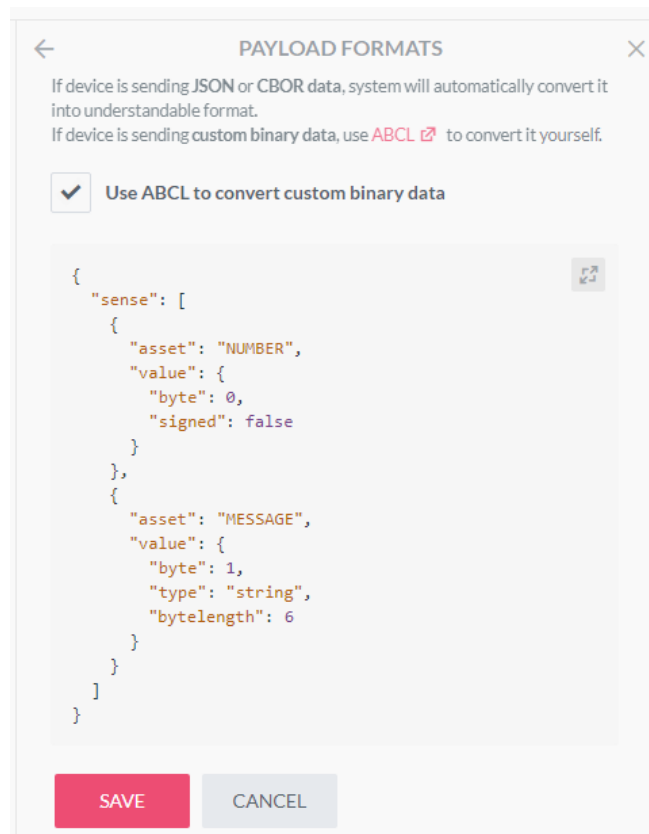 PAYLOAD FORMATS
If device is sending JSON or CBOR data, system will automatically convert it
into understandable format.
If device is sending custom binary data, use ABCL to convert it yourself.
Use ABCL to convert custom binary data
{
  "sense": [
    {
      "asset": "NUMBER",
      "value": {
        "byte": 0,
        "signed": false
      }
    },
    {
      "asset": "MESSAGE",
      "value": {
        "byte": 1,
        "type": "string",
        "bytelength": 6
      }
    }
  ]
}
SAVE CANCEL